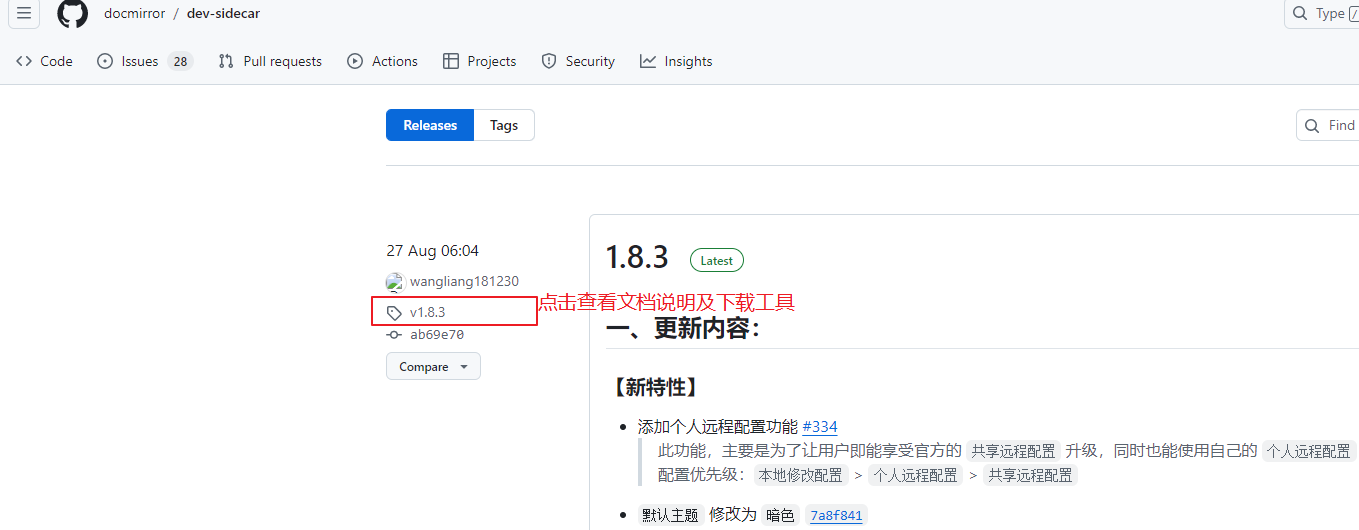 docmirror / dev-sidecar
Type /
Code Issues 28 Pull requests Actions Projects Security Insights
Releases Tags
Find
27 Aug 06:04
1.8.3 Latest
wangliang181230
点击查看文档说明及下载工具
v1.8.3
一、更新内容：
ab69e70
Compare
【新特性】
添加个人远程配置功能 #334
此功能，主要是为了让用户即能享受官方的 共享远程配置 升级，同时也能使用自己的 个人远程配置
配置优先级： 本地修改配置 > 个人远程配置 > 共享远程配置
默认主题 修改为 暗色 7a8f841